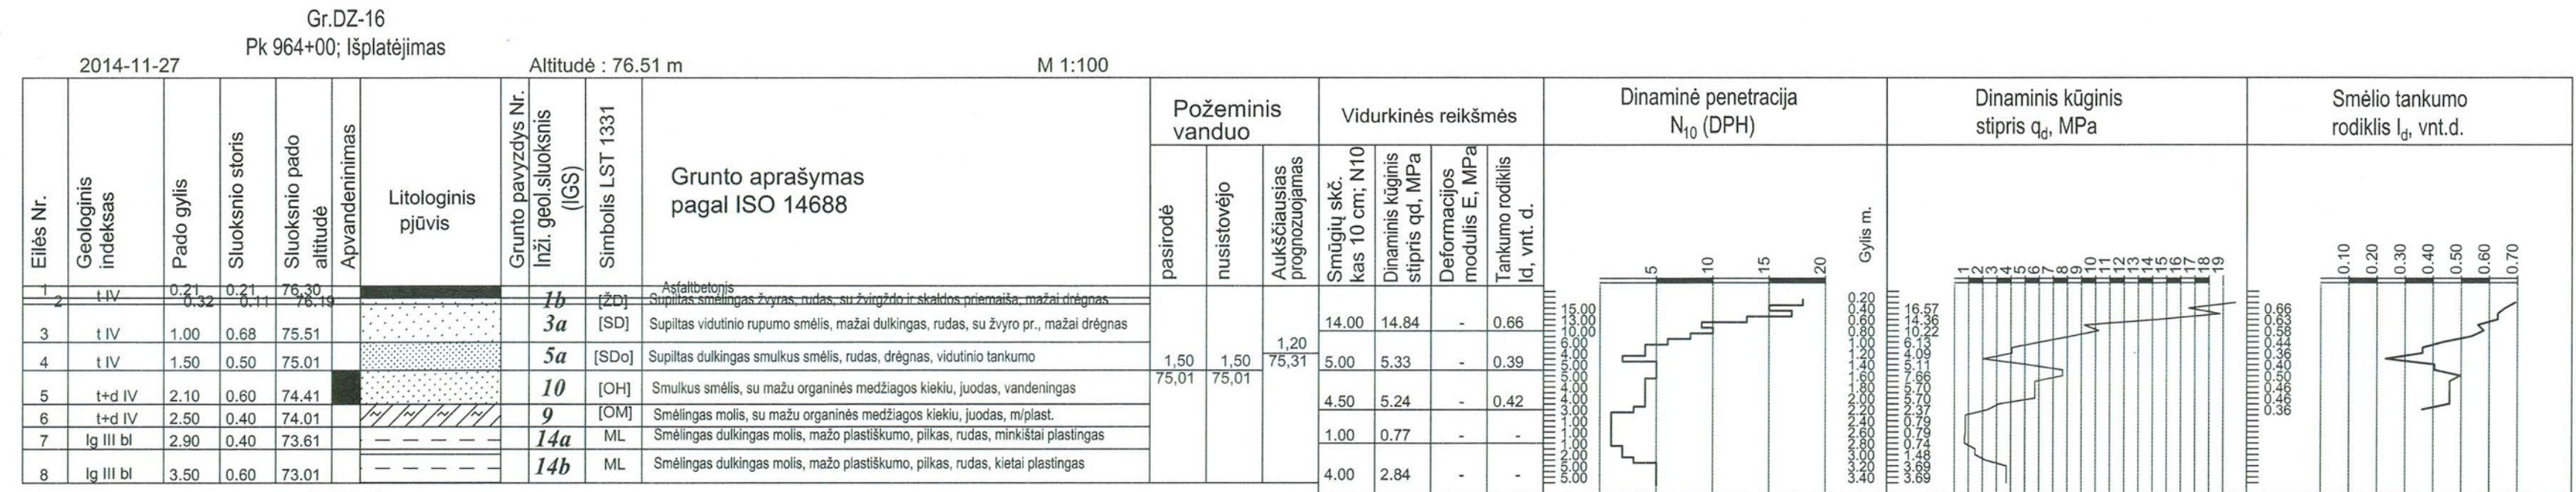 Gr.DZ-16
Pk 964+00; Išplatėjimas
2014-11-27 Altitudė : 76.51 m M 1:100
Eilės Nr.
Geologinis indeksas
Pado gylis
Sluoksnio storis
Sluoksnio pado altitudė
Apvandeninimas
Litologinis pjūvis
Grunto pavyzdys Nr.
Inži. geol.sluoksnis (IGS)
Simbolis LST 1331
Grunto aprašymas pagal ISO 14688
Požeminis vanduo
pasirodė
nusistovėjo
Aukščiausias prognozuojamas
Vidurkinės reikšmės
Smūgių skč. kas 10 cm; N10
Dinaminis kūginis stipris qd, MPa
Deformacijos modulis E, MPa
Tankumo rodiklis Id, vnt. d.
Dinaminė penetracija N10 (DPH)
5 10 15 20
Gylis m.
Dinaminis kūginis stipris qd, MPa
1 2 3 4 5 6 7 8 9 10 11 12 13 14 15 16 17 18 19
Smėlio tankumo rodiklis Id, vnt.d.
0.10 0.20 0.30 0.40 0.50 0.60 0.70
1 t IV 0.21 0.21 76.30 Asfaltbetonis
2 0.32 0.11 76.19 1b [ŽD] Supiltas smėlingas žvyras, rudas, su žvirgždo ir skaldos priemaiša, mažai drėgnas
3 t IV 1.00 0.68 75.51 3a [SD] Supiltas vidutinio rupumo smėlis, mažai dulkingas, rudas, su žvyro pr., mažai drėgnas
4 t IV 1.50 0.50 75.01 5a [SDo] Supiltas dulkingas smulkus smėlis, rudas, drėgnas, vidutinio tankumo
5 t+d IV 2.10 0.60 74.41 10 [OH] Smulkus smėlis, su mažu organinės medžiagos kiekiu, juodas, vandeningas
6 t+d IV 2.50 0.40 74.01 9 [OM] Smėlingas molis, su mažu organinės medžiagos kiekiu, juodas, m/plast.
7 lg III bl 2.90 0.40 73.61 14a ML Smėlingas dulkingas molis, mažo plastiškumo, pilkas, rudas, minkštai plastingas
8 lg III bl 3.50 0.60 73.01 14b ML Smėlingas dulkingas molis, mažo plastiškumo, pilkas, rudas, kietai plastingas
1,50 1,50 1,20
75,01 75,01 75,31
14.00 14.84 - 0.66
5.00 5.33 - 0.39
4.50 5.24 - 0.42
1.00 0.77 - -
4.00 2.84 - -
15.00
13.00
10.00
6.00
4.00
5.00
5.00
4.00
4.00
3.00
1.00
1.00
1.00
2.00
5.00
5.00
0.20
0.40
0.60
0.80
1.00
1.20
1.40
1.60
1.80
2.00
2.20
2.40
2.60
2.80
3.00
3.20
3.40
16.57
14.36
10.22
6.13
4.09
5.11
7.66
5.70
5.70
2.37
0.79
0.79
0.74
1.48
3.69
3.69
0.66
0.63
0.58
0.44
0.36
0.40
0.50
0.46
0.46
0.36